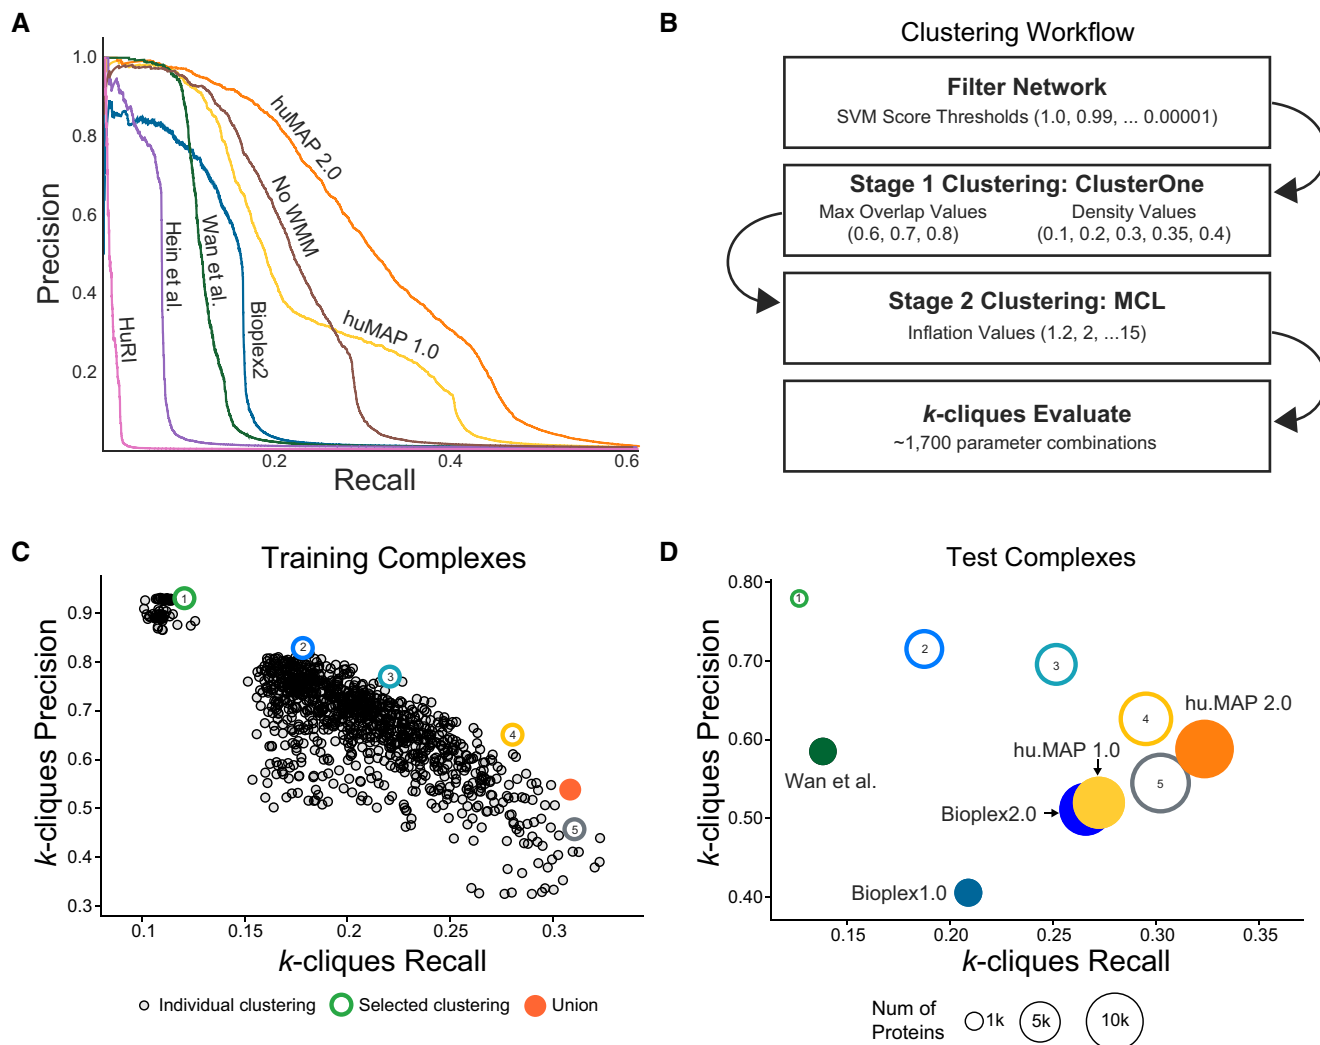 A
1.0
0.8
0.6
0.4
0.2
Precision
huMAP 2.0
No WMM
Wan et al.
Hein et al.
Bioplex2
HuRI
huMAP 1.0
0.2
0.4
0.6
Recall
B
Clustering Workflow
Filter Network
SVM Score Thresholds (1.0, 0.99, ... 0.00001)
Stage 1 Clustering: ClusterOne
Max Overlap Values
(0.6, 0.7, 0.8)
Density Values
(0.1, 0.2, 0.3, 0.35, 0.4)
Stage 2 Clustering: MCL
Inflation Values (1.2, 2, ...15)
k-cliques Evaluate
~1,700 parameter combinations
C
Training Complexes
k-cliques Precision
0.9
0.8
0.7
0.6
0.5
0.4
0.3
1
2
3
4
5
0.1
0.15
0.2
0.25
0.3
k-cliques Recall
Individual clustering
Selected clustering
Union
D
Test Complexes
k-cliques Precision
0.80
0.70
0.60
0.50
0.40
1
2
3
4
5
hu.MAP 2.0
hu.MAP 1.0
Wan et al.
Bioplex2.0
Bioplex1.0
0.15
0.20
0.25
0.30
0.35
k-cliques Recall
Num of
Proteins
1k
5k
10k